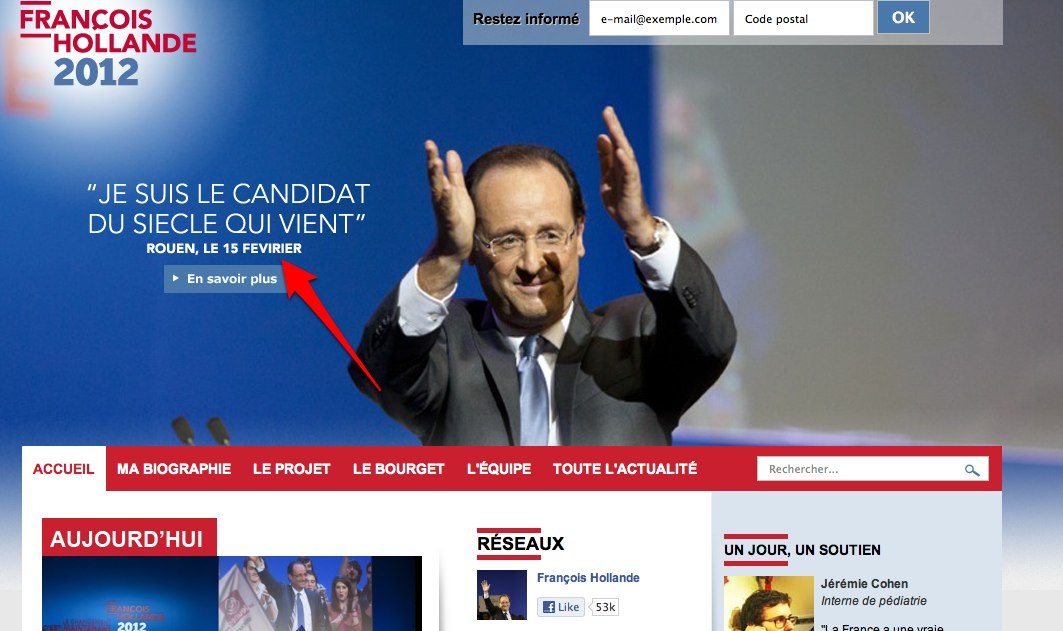 FRANÇOIS
HOLLANDE
2012
Restez informé
e-mail@exemple.com
Code postal
OK
“JE SUIS LE CANDIDAT
DU SIECLE QUI VIENT”
ROUEN, LE 15 FEVIRIER
En savoir plus
ACCUEIL
MA BIOGRAPHIE
LE PROJET
LE BOURGET
L'ÉQUIPE
TOUTE L'ACTUALITÉ
Rechercher...
AUJOURD’HUI
FRANÇOIS
HOLLANDE
2012
RÉSEAUX
François Hollande
Like
53k
UN JOUR, UN SOUTIEN
Jérémie Cohen
Interne de pédiatrie
"La France a une vraie